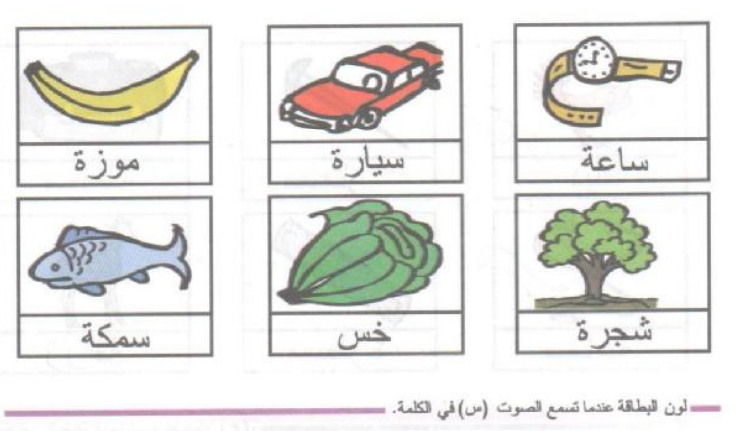 ساعة
سيارة
موزة
شجرة
خس
سمكة
لون البطاقة عندما تسمع الصوت (س) في الكلمة.